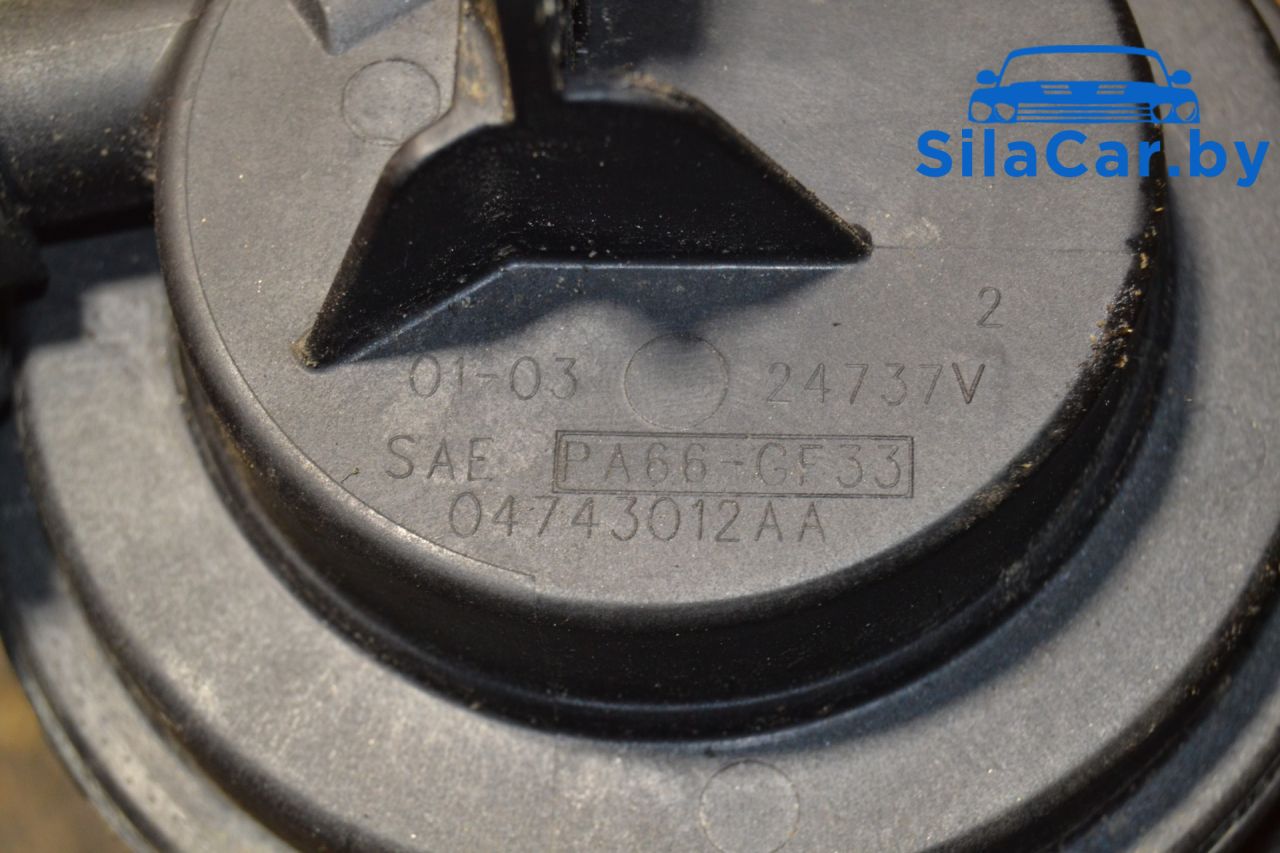 SilaCar.by
2
01-03 24737V
SAE PA66-GF33
04743012AA